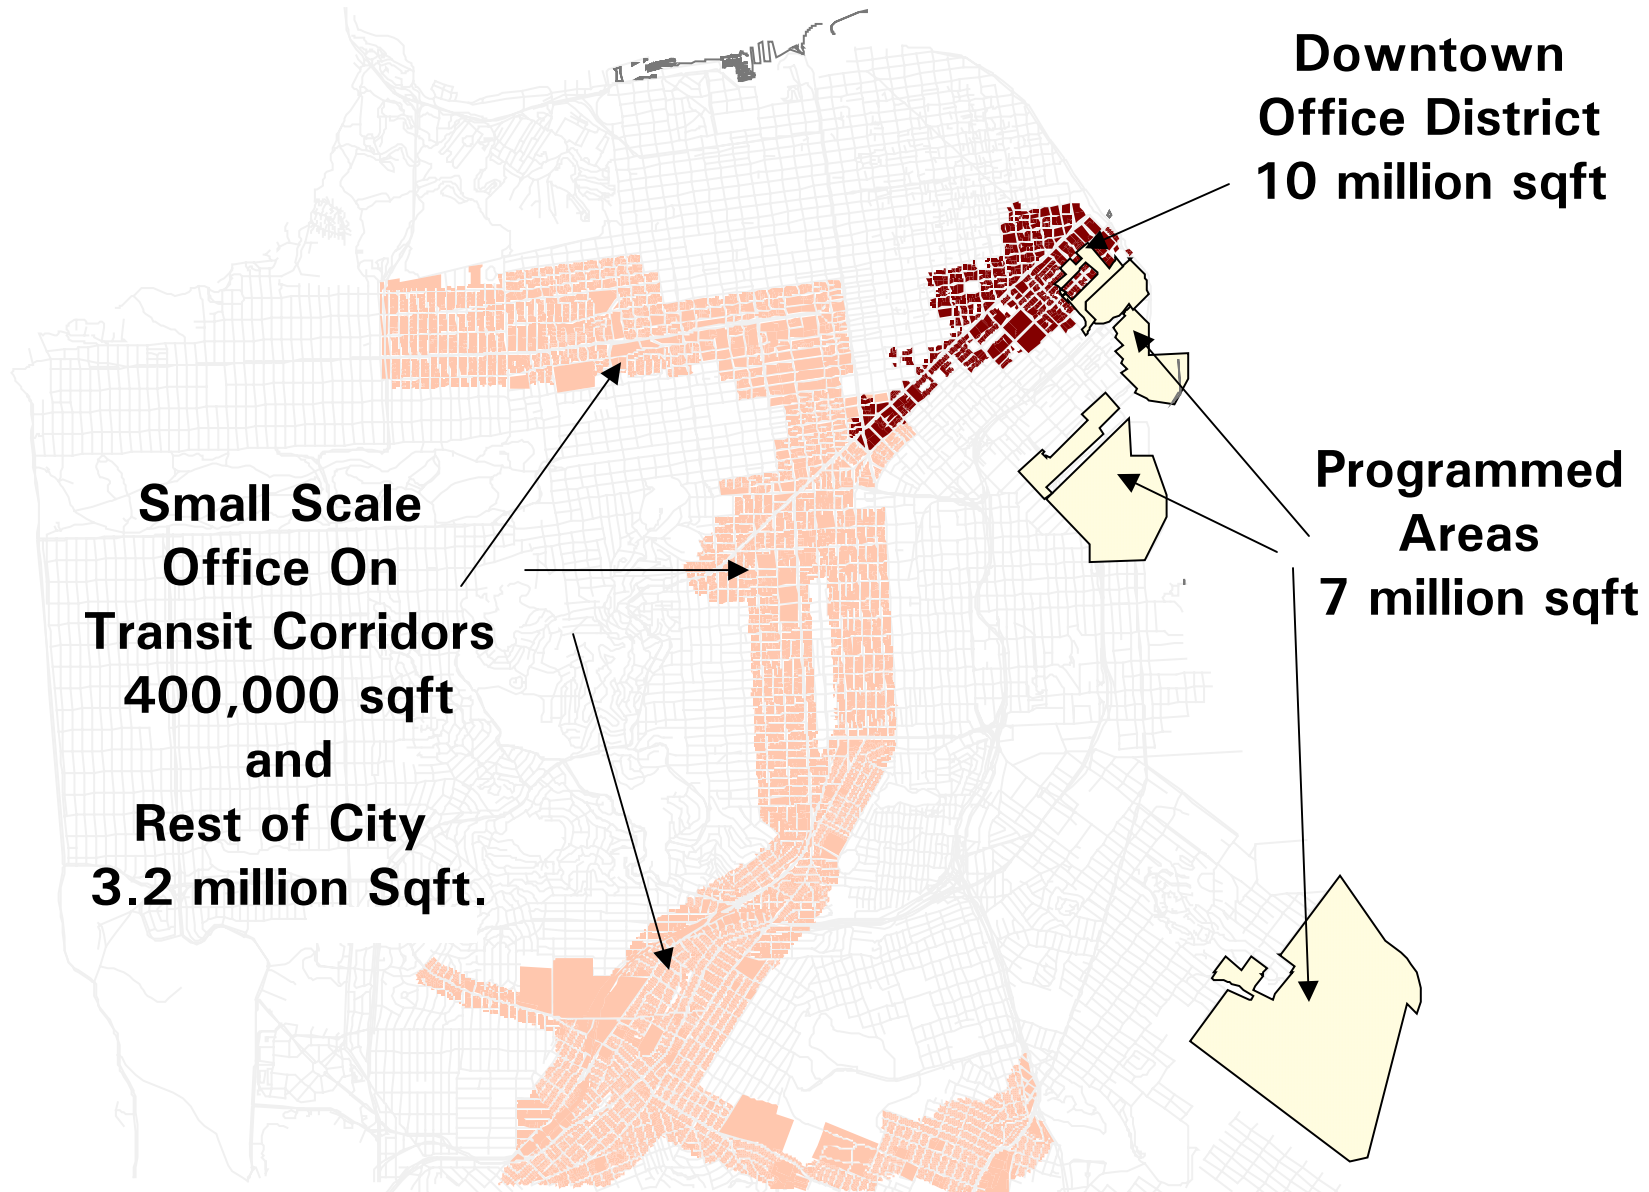 Downtown
Office District
10 million sqft
Programmed
Areas
7 million sqft
Small Scale
Office On
Transit Corridors
400,000 sqft
and
Rest of City
3.2 million Sqft.